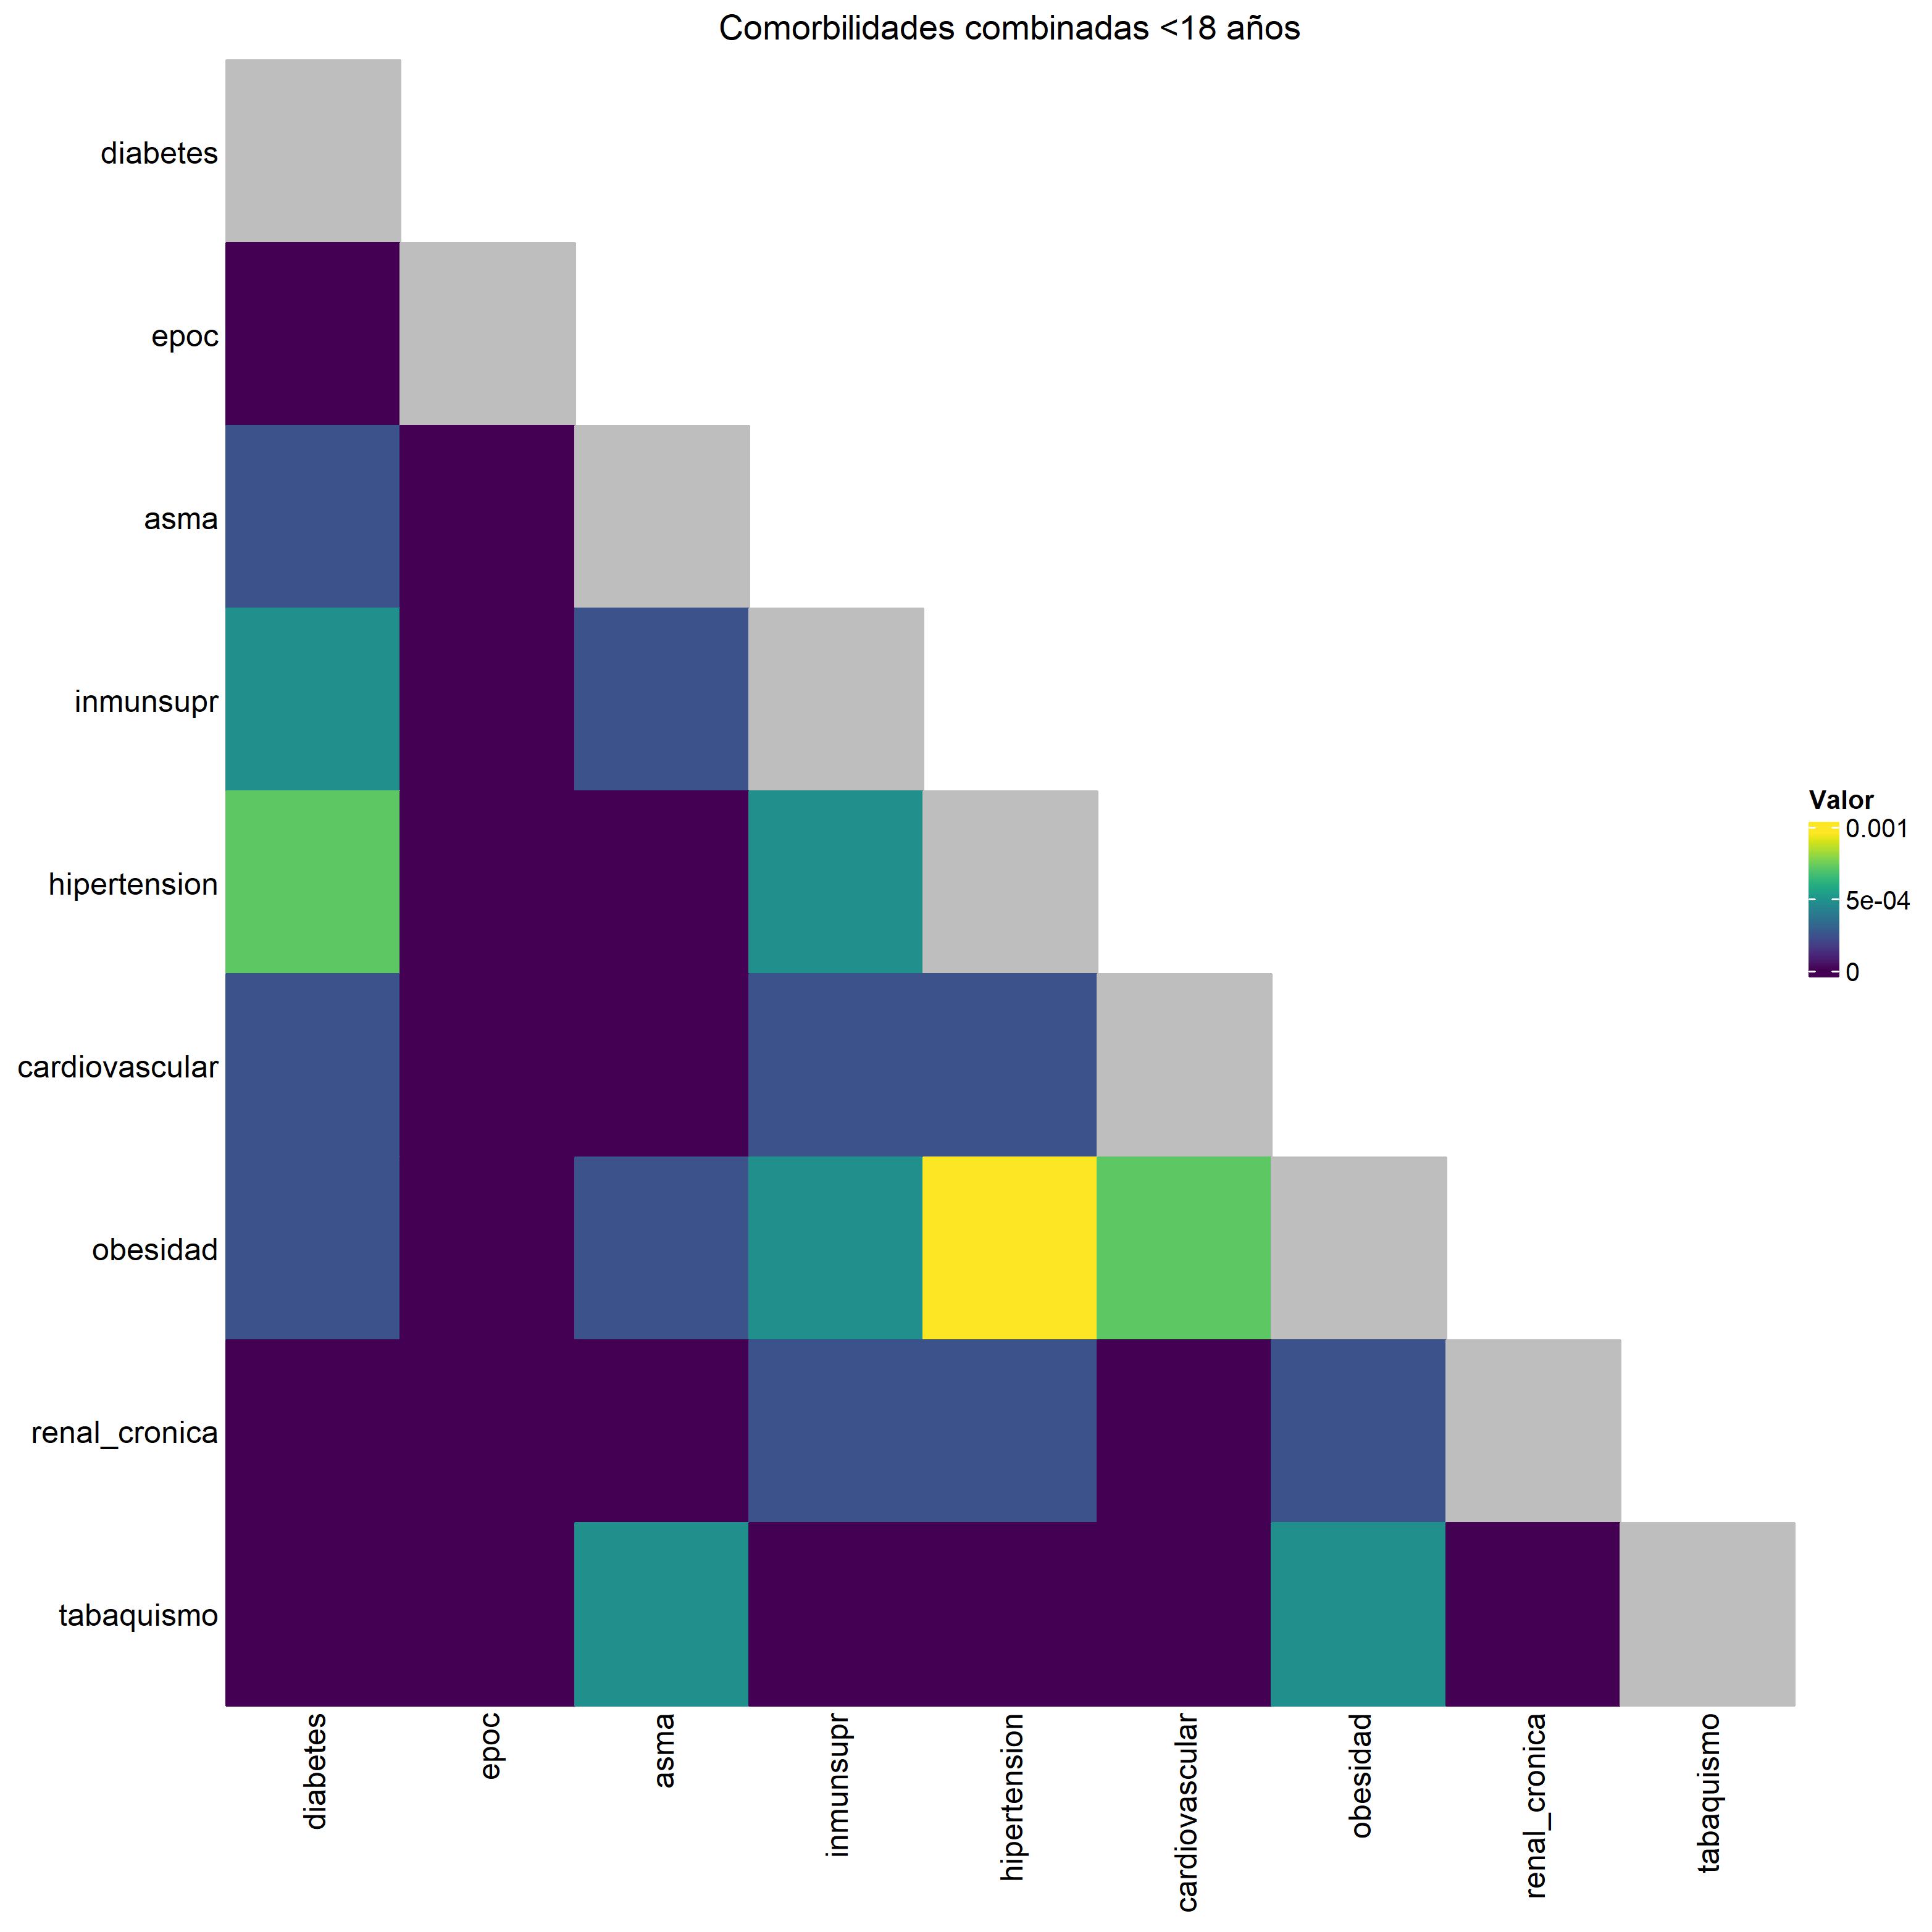 Comorbilidades combinadas <18 años
diabetes
epoc
asma
inmunsupr
hipertension
cardiovascular
obesidad
renal_cronica
tabaquismo
Valor
0.001
5e-04
0
diabetes
epoc
asma
inmunsupr
hipertension
cardiovascular
obesidad
renal_cronica
tabaquismo